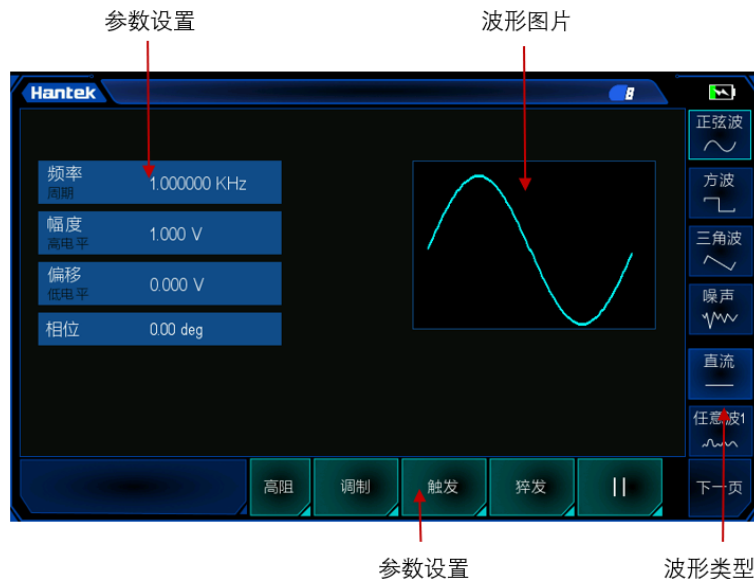 参数设置
波形图片
Hantek
正弦波
频率
周期
1.000000 KHz
方波
幅度
高电平
1.000 V
三角波
偏移
低电平
0.000 V
噪声
相位
0.00 deg
直流
任意波1
高阻
调制
触发
猝发
||
下一页
参数设置
波形类型